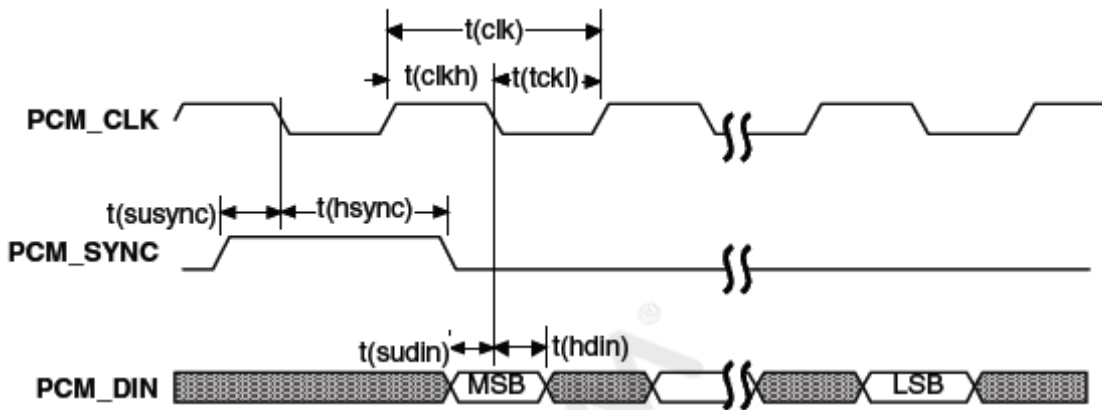 t(clk)
t(clkh) t(tckl)
PCM_CLK
t(susync) t(hsync)
PCM_SYNC
t(sudin) t(hdin)
PCM_DIN MSB LSB